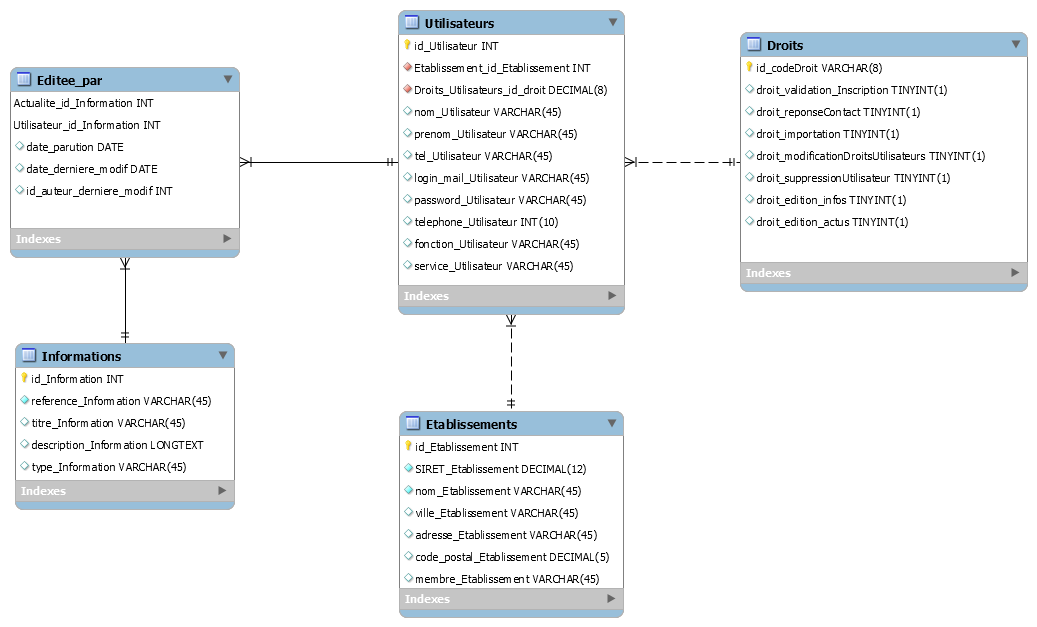 Editee_par
Actualite_id_Information INT
Utilisateur_id_Information INT
date_parution DATE
date_derniere_modif DATE
id_auteur_derniere_modif INT
Indexes
Utilisateurs
id_Utilisateur INT
Etablissement_id_Etablissement INT
Droits_Utilisateurs_id_droit DECIMAL(8)
nom_Utilisateur VARCHAR(45)
prenom_Utilisateur VARCHAR(45)
tel_Utilisateur VARCHAR(45)
login_mail_Utilisateur VARCHAR(45)
password_Utilisateur VARCHAR(45)
telephone_Utilisateur INT(10)
fonction_Utilisateur VARCHAR(45)
service_Utilisateur VARCHAR(45)
Indexes
Droits
id_codeDroit VARCHAR(8)
droit_validation_Inscription TINYINT(1)
droit_reponseContact TINYINT(1)
droit_importation TINYINT(1)
droit_modificationDroitsUtilisateurs TINYINT(1)
droit_suppressionUtilisateur TINYINT(1)
droit_edition_infos TINYINT(1)
droit_edition_actus TINYINT(1)
Indexes
Informations
id_Information INT
reference_Information VARCHAR(45)
titre_Information VARCHAR(45)
description_Information LONGTEXT
type_Information VARCHAR(45)
Indexes
Etablissements
id_Etablissement INT
SIRET_Etablissement DECIMAL(12)
nom_Etablissement VARCHAR(45)
ville_Etablissement VARCHAR(45)
adresse_Etablissement VARCHAR(45)
code_postal_Etablissement DECIMAL(5)
membre_Etablissement VARCHAR(45)
Indexes